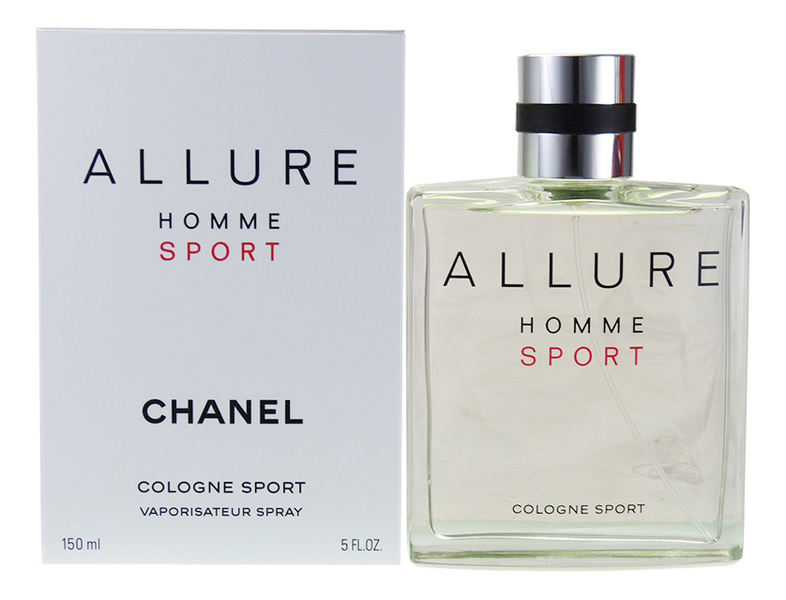 ALLURE
HOMME
SPORT
CHANEL
COLOGNE SPORT
VAPORISATEUR SPRAY
150 ml 5 FL.OZ.
ALLURE
HOMME
SPORT
COLOGNE SPORT